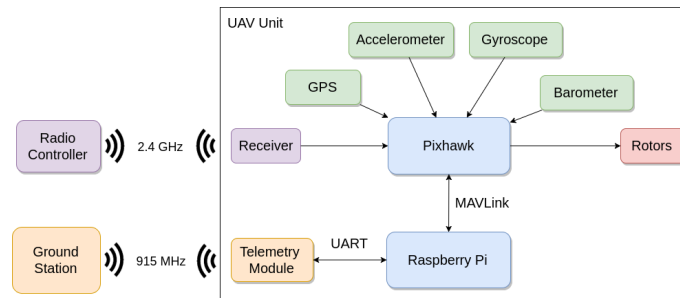 UAV Unit
Accelerometer
Gyroscope
GPS
Barometer
Radio
Controller
2.4 GHz
Receiver
Pixhawk
Rotors
MAVLink
Ground
Station
915 MHz
Telemetry
Module
UART
Raspberry Pi